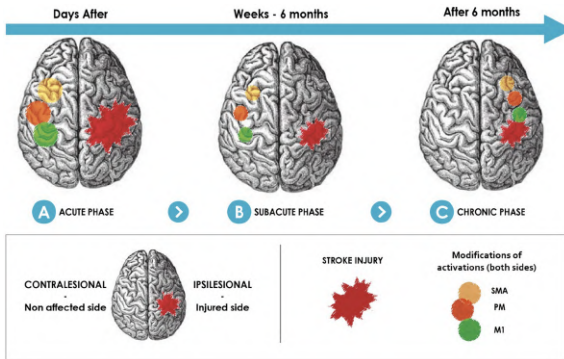 Days After
Weeks - 6 months
After 6 months
A ACUTE PHASE
B SUBACUTE PHASE
C CHRONIC PHASE
CONTRALESIONAL
-
Non affected side
IPSILESIONAL
-
Injured side
STROKE INJURY
Modifications of
activations (both sides)
SMA
PM
M1